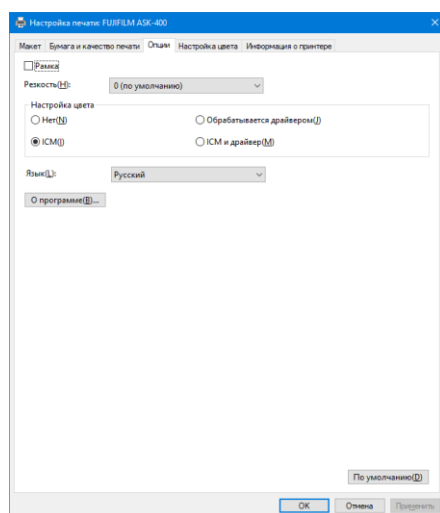 Настройка печати: FUJIFILM ASK-400
Макет Бумага и качество печати Опции Настройка цвета Информация о принтере
Рамка
Резкость(H): 0 (по умолчанию)
Настройка цвета
Нет(N) Обрабатывается драйвером(J)
ICM(I) ICM и драйвер(M)
Язык(L): Русский
О программе(B)...
По умолчанию(D)
OK Отмена Применить